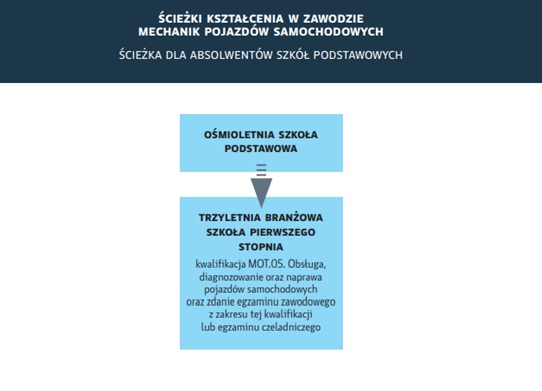 ŚCIEŻKI KSZTAŁCENIA W ZAWODZIE
MECHANIK POJAZDÓW SAMOCHODOWYCH
ŚCIEŻKA DLA ABSOLWENTÓW SZKÓŁ PODSTAWOWYCH
OŚMIOLETNIA SZKOŁA
PODSTAWOWA
TRZYLETNIA BRANŻOWA
SZKOŁA PIERWSZEGO
STOPNIA
kwalifikacja MOT.05. Obsługa,
diagnozowanie oraz naprawa
pojazdów samochodowych
oraz zdanie egzaminu zawodowego
z zakresu tej kwalifikacji
lub egzaminu czeladniczego